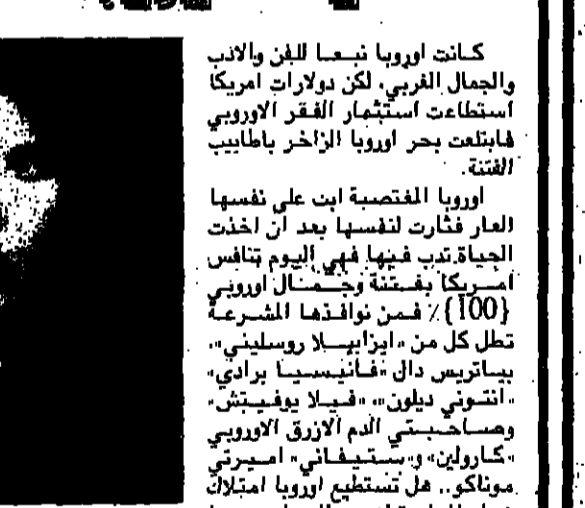 كانت اوروبا نبعا للفن والادب
والجمال الغربي، لكن دولارات امريكا
استطاعت استثمار الفقر الاوروبي
فابتلعت بحر اوروبا الزاخر باطاييب
الفتنة.
اوروبا المغتصبة ابت على نفسها
العار فثارت لنفسها بعد ان اخذت
الحياة تدب فيها فهي اليوم تنافس
امريكا بفتنة وجمال اوروبي
{100}٪ فمن نوافذها المشرعة
تطل كل من «ايزابيلا روسليني»،
بياتريس دال «فانيسيا برادي»
«انتوني ديلون»، «فيلا يوفيتش»
وصاحبتي الدم الازرق الاوروبي
«كارولين» و«ستيفاني» اميرتي
موناكو.. هل تستطيع اوروبا امتلاك